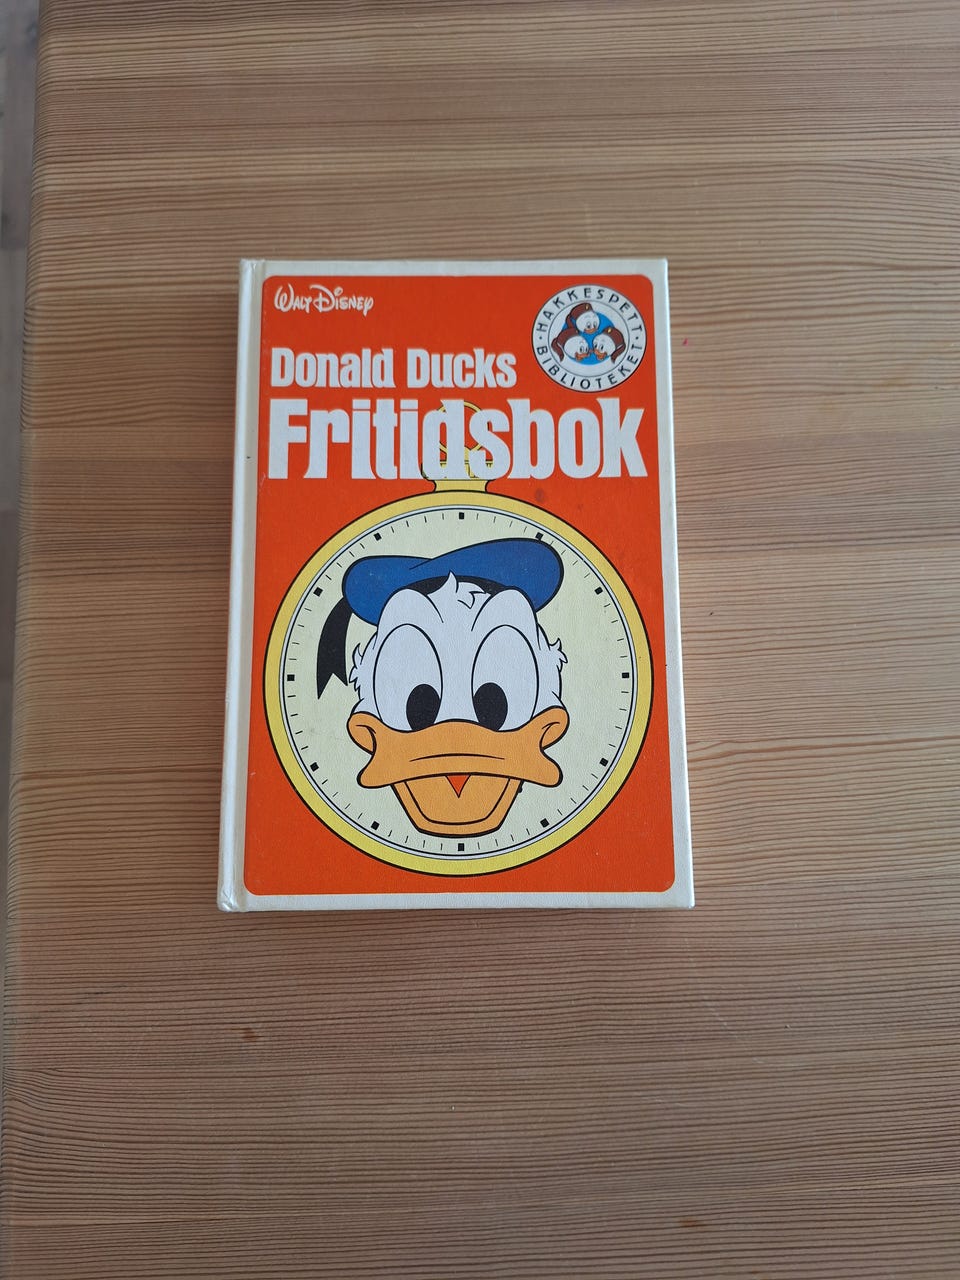 Walt Disney
·HAKKESPETT·
BIBLIOTEKET
Donald Ducks
Fritidsbok